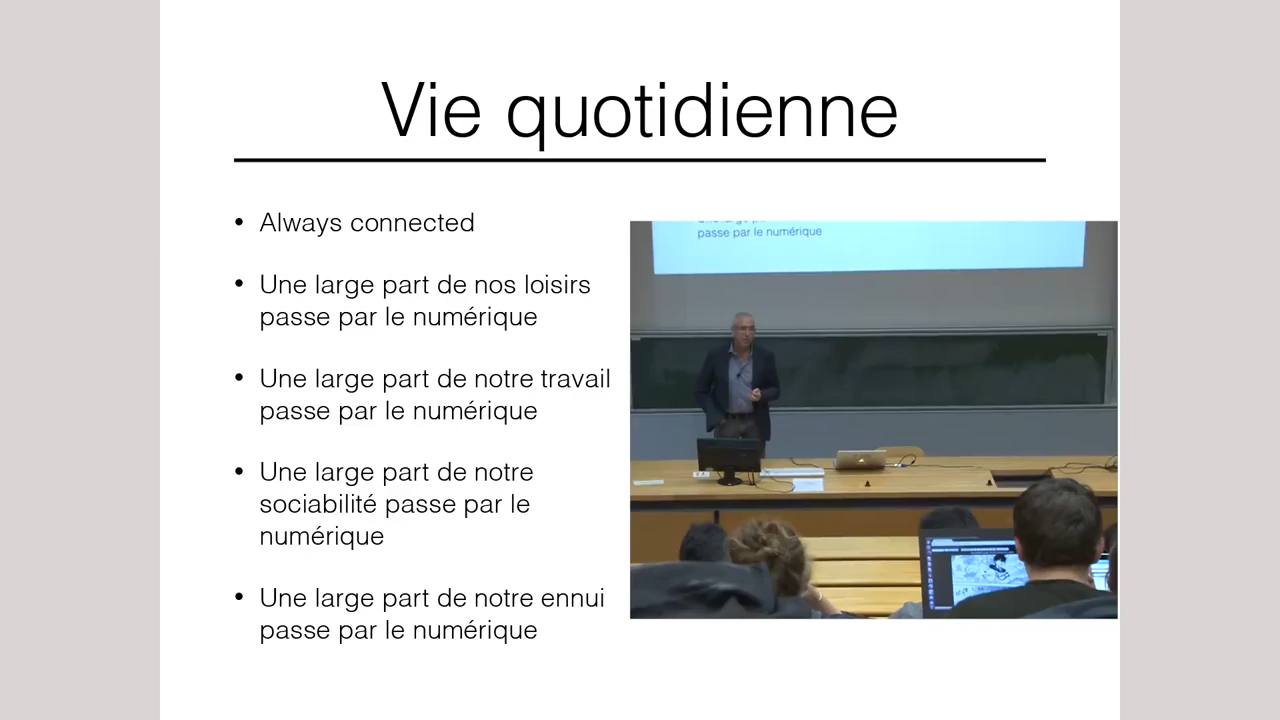 Vie quotidienne
• Always connected
• Une large part de nos loisirs
passe par le numérique
• Une large part de notre travail
passe par le numérique
• Une large part de notre
sociabilité passe par le
numérique
• Une large part de notre ennui
passe par le numérique
passe par le numérique